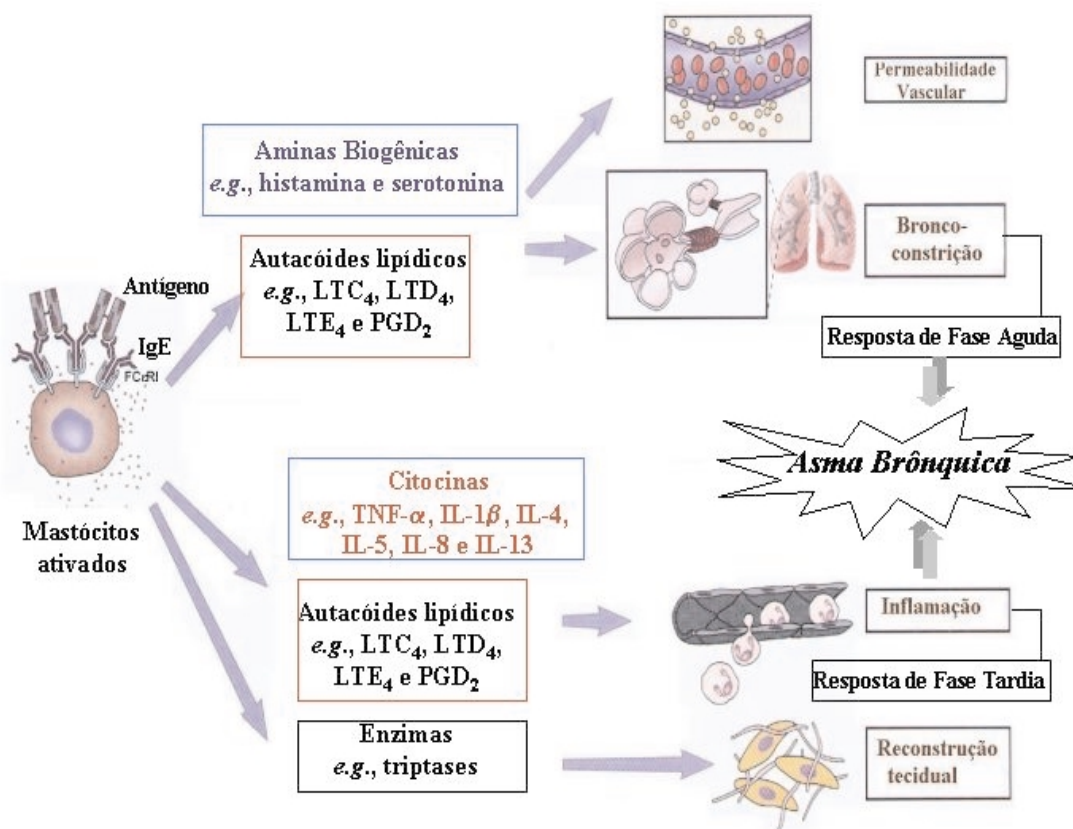 Permeabilidade
Vascular
Aminas Biogênicas
e.g., histamina e serotonina
Bronco-
constrição
Autacóides lipídicos
e.g., LTC₄, LTD₄,
LTE₄ e PGD₂
Resposta de Fase Aguda
Antígeno
IgE
FCεRI
Mastócitos
ativados
Asma Brônquica
Citocinas
e.g., TNF-α, IL-1β, IL-4,
IL-5, IL-8 e IL-13
Autacóides lipídicos
e.g., LTC₄, LTD₄,
LTE₄ e PGD₂
Inflamação
Resposta de Fase Tardia
Enzimas
e.g., triptases
Reconstrução
tecidual